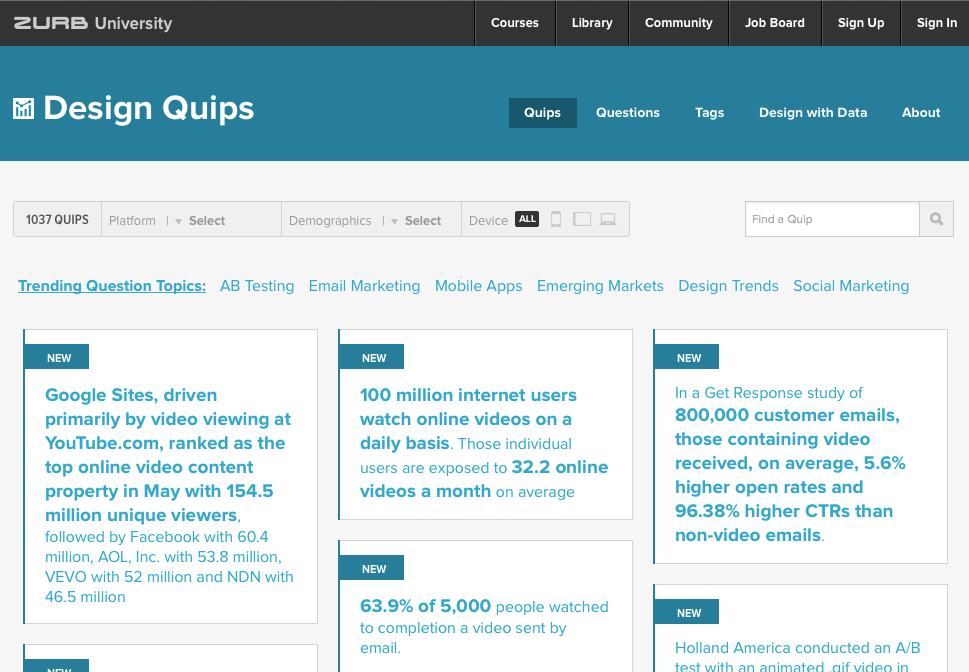 ZURB University
Courses
Library
Community
Job Board
Sign Up
Sign In
Design Quips
Quips
Questions
Tags
Design with Data
About
1037 QUIPS
Platform
Select
Demographics
Select
Device
ALL
Find a Quip
Trending Question Topics:
AB Testing
Email Marketing
Mobile Apps
Emerging Markets
Design Trends
Social Marketing
NEW
Google Sites, driven
primarily by video viewing at
YouTube.com, ranked as the
top online video content
property in May with 154.5
million unique viewers,
followed by Facebook with 60.4
million, AOL, Inc. with 53.8 million,
VEVO with 52 million and NDN with
46.5 million
NEW
NEW
100 million internet users
watch online videos on a
daily basis. Those individual
users are exposed to 32.2 online
videos a month on average
NEW
63.9% of 5,000 people watched
to completion a video sent by
email.
NEW
In a Get Response study of
800,000 customer emails,
those containing video
received, on average, 5.6%
higher open rates and
96.38% higher CTRs than
non-video emails.
NEW
Holland America conducted an A/B
test with an animated .gif video in